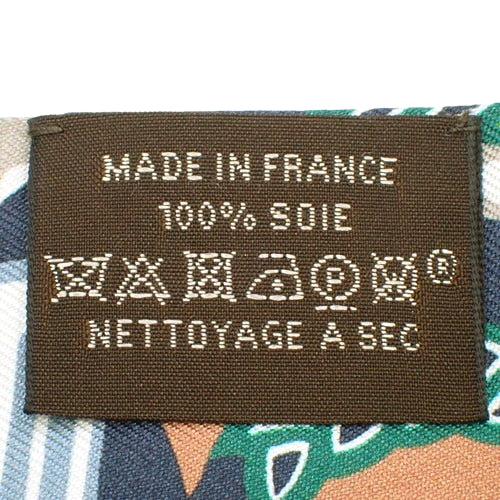 MADE IN FRANCE
100% SOIE
P W ®
NETTOYAGE A SEC